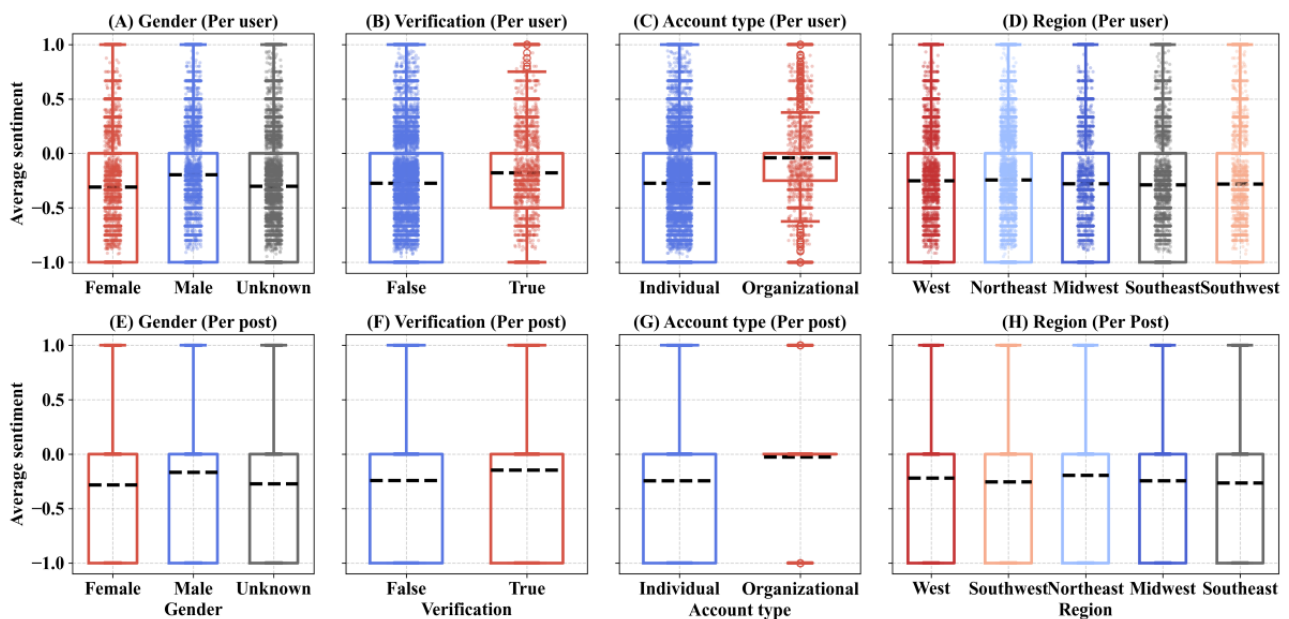 (A) Gender (Per user)
(B) Verification (Per user)
(C) Account type (Per user)
(D) Region (Per user)
Average sentiment
1.0
0.5
0.0
−0.5
−1.0
Female Male Unknown
False True
Individual Organizational
West Northeast Midwest Southeast Southwest
(E) Gender (Per post)
(F) Verification (Per post)
(G) Account type (Per post)
(H) Region (Per Post)
Average sentiment
1.0
0.5
0.0
−0.5
−1.0
Female Male Unknown
Gender
False True
Verification
Individual Organizational
Account type
West Southwest Northeast Midwest Southeast
Region